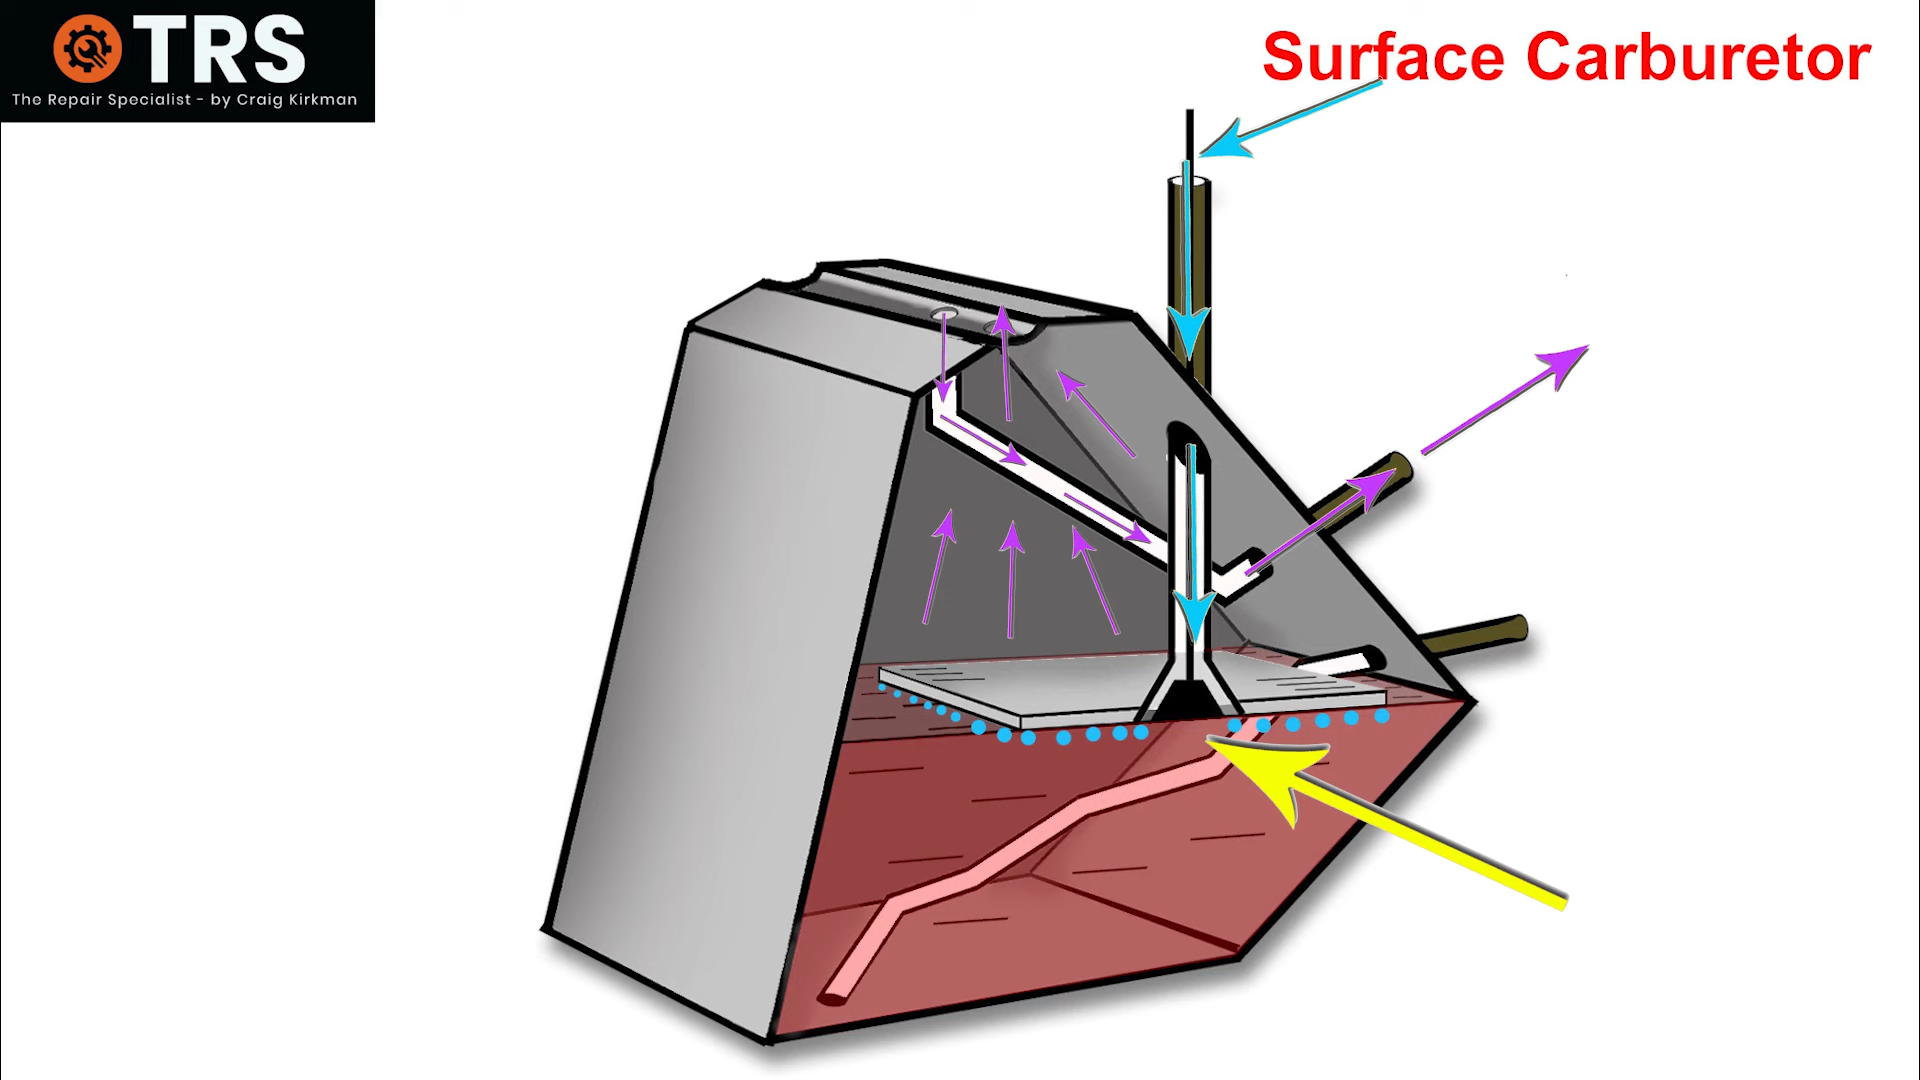 TRS
The Repair Specialist - by Craig Kirkman
Surface Carburetor